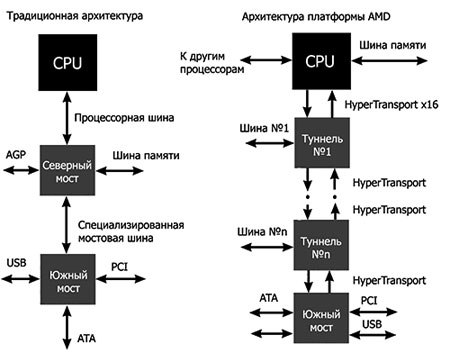 Традиционная архитектура
CPU
Процессорная шина
AGP
Северный
мост
Шина памяти
Специализированная
мостовая шина
USB
Южный
мост
PCI
ATA
Архитектура платформы AMD
К другим
процессорам
CPU
Шина памяти
HyperTransport x16
Шина №1
Туннель
№1
HyperTransport
HyperTransport
Шина №n
Туннель
№n
HyperTransport
ATA
Южный
мост
PCI
USB